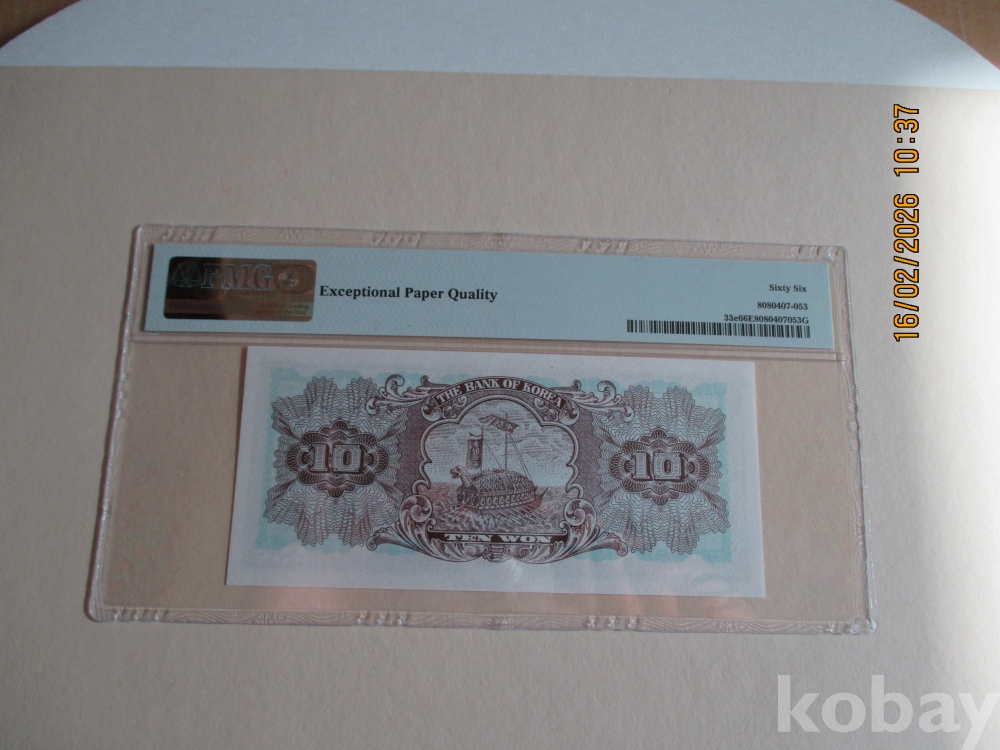 16/02/2026 10:37
PMG
Exceptional Paper Quality
Sixty Six
8080407-053
33e66E8080407053G
THE BANK OF KOREA
10
10
TEN WON
kobay